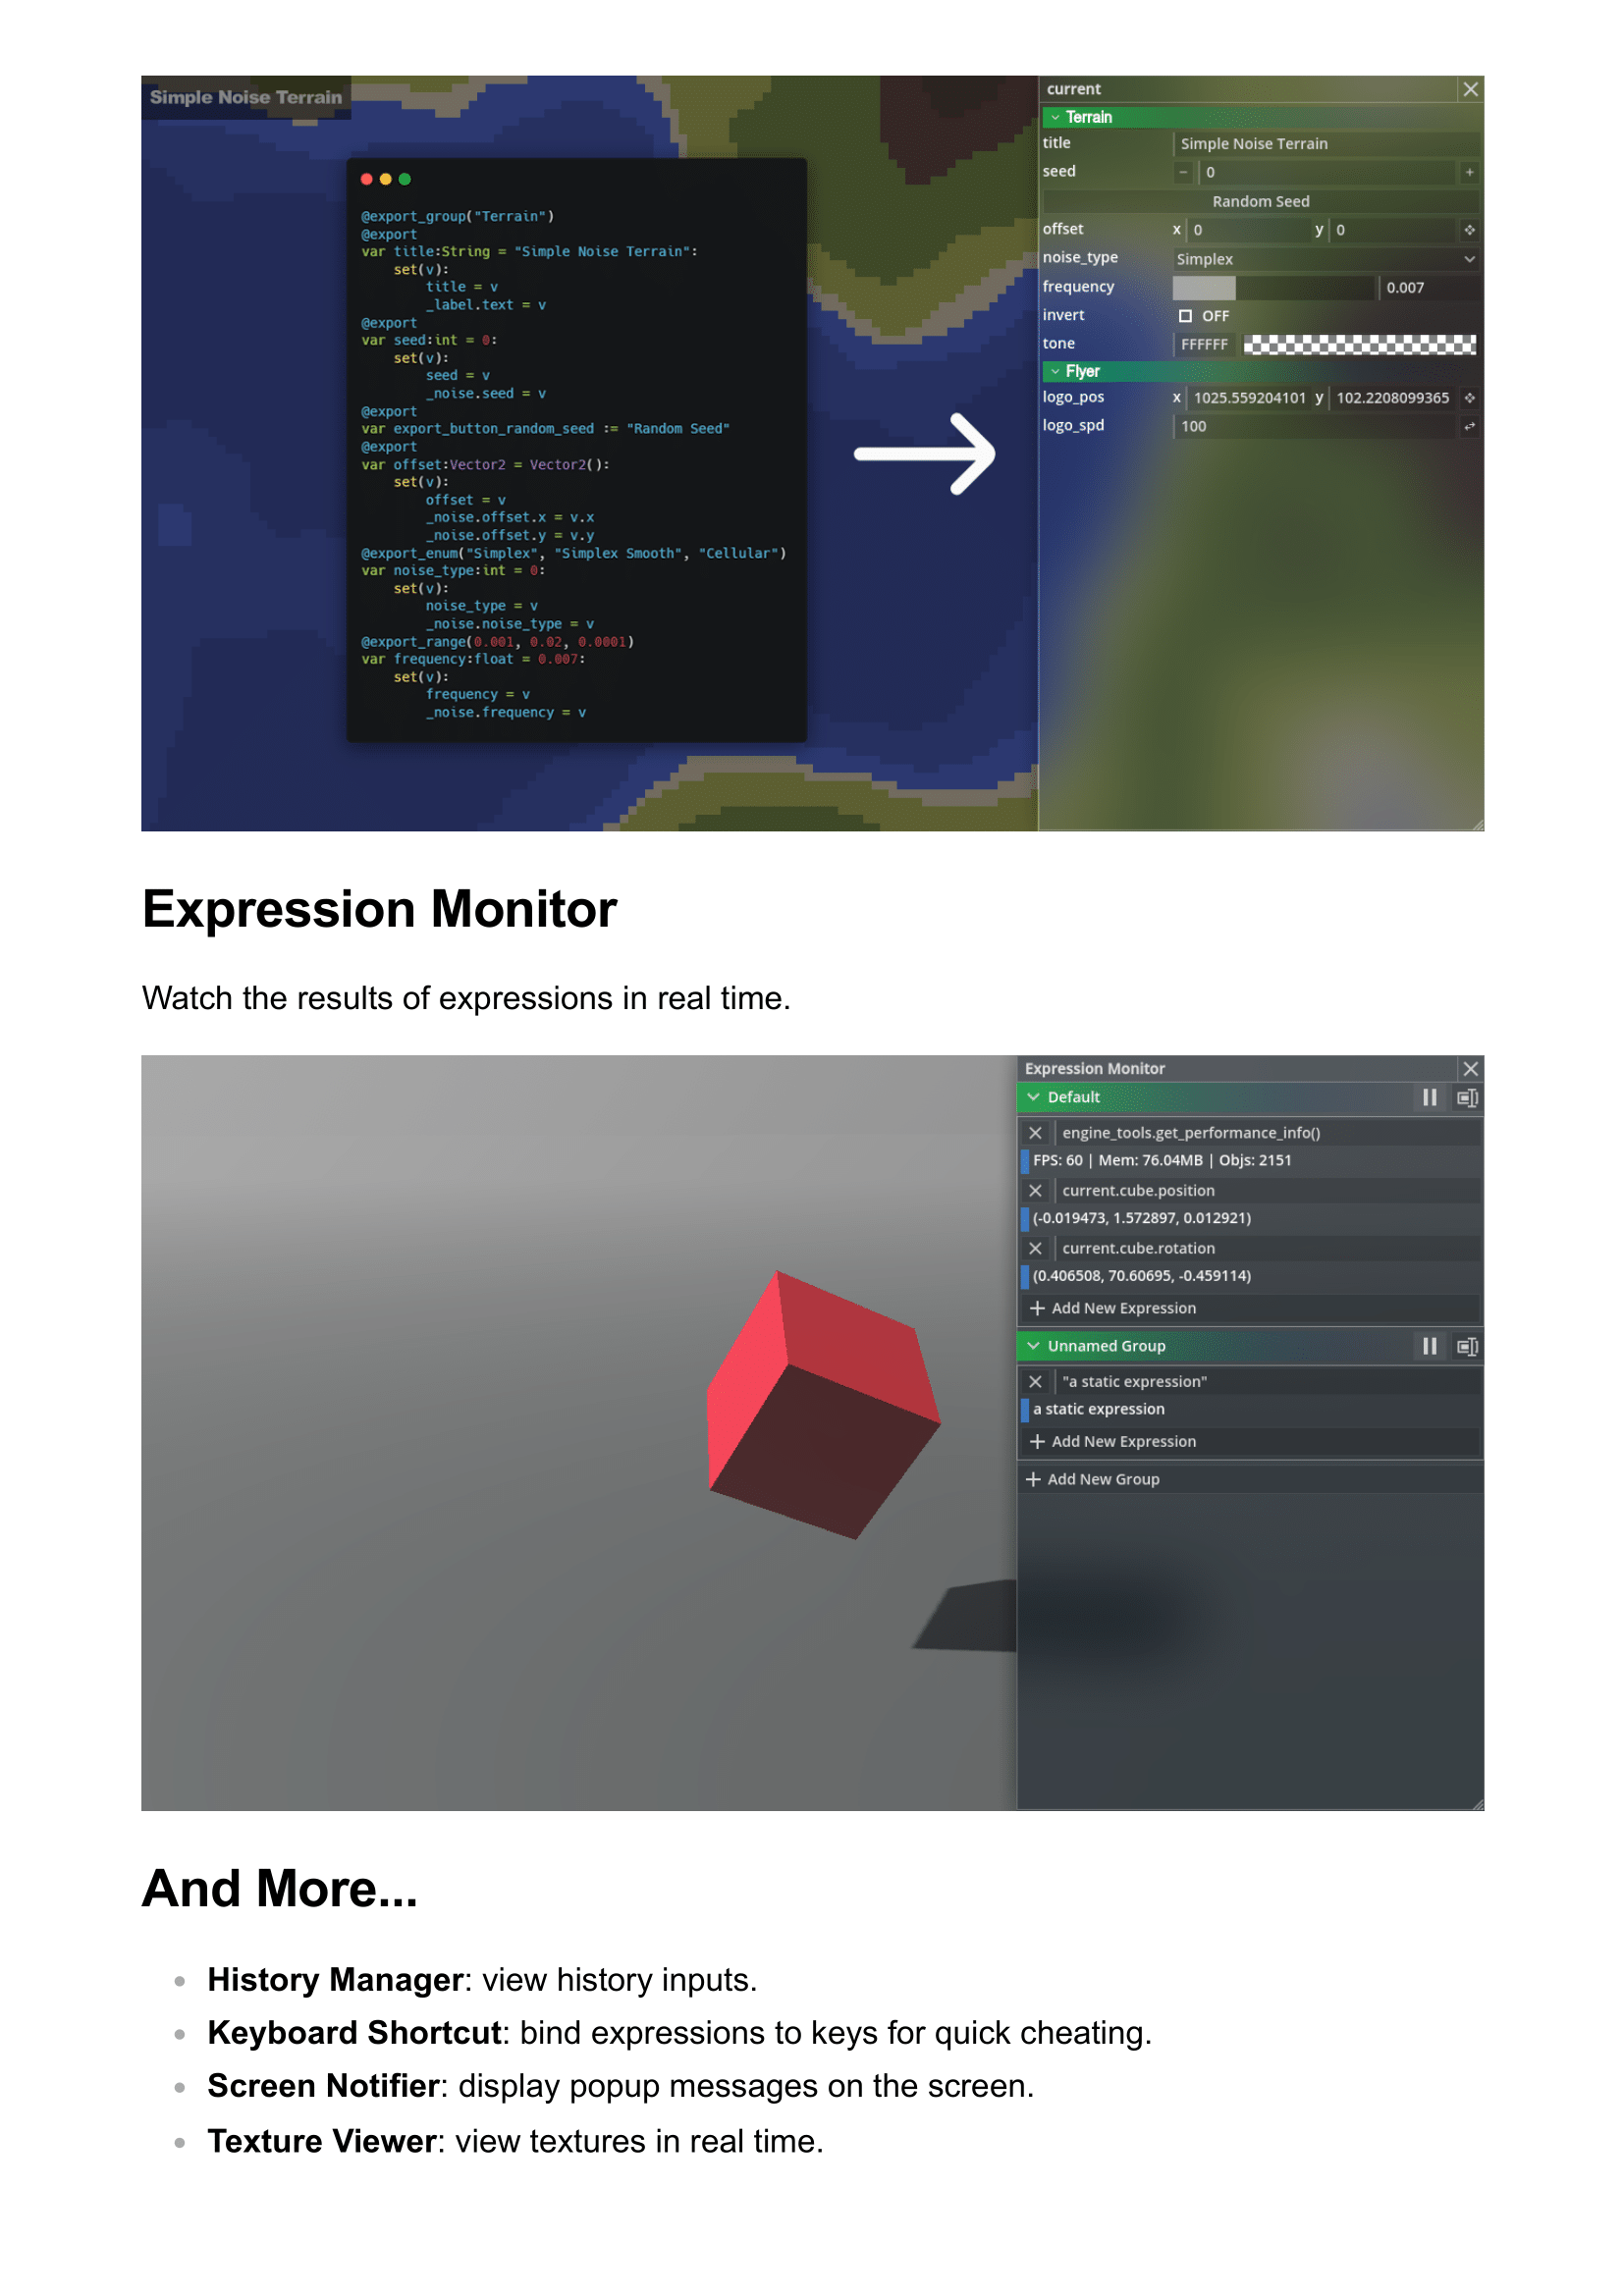 Simple Noise Terrain
@export_group("Terrain")
@export
var title:String = "Simple Noise Terrain":
    set(v):
        title = v
        _label.text = v
@export
var seed:int = 0:
    set(v):
        seed = v
        _noise.seed = v
@export
var export_button_random_seed := "Random Seed"
@export
var offset:Vector2 = Vector2():
    set(v):
        offset = v
        _noise.offset.x = v.x
        _noise.offset.y = v.y
@export_enum("Simplex", "Simplex Smooth", "Cellular")
var noise_type:int = 0:
    set(v):
        noise_type = v
        _noise.noise_type = v
@export_range(0.001, 0.02, 0.0001)
var frequency:float = 0.007:
    set(v):
        frequency = v
        _noise.frequency = v
current
Terrain
title Simple Noise Terrain
seed − 0 +
Random Seed
offset x 0 y 0
noise_type Simplex
frequency 0.007
invert OFF
tone FFFFFF
Flyer
logo_pos x 1025.559204101 y 102.2208099365
logo_spd 100
Expression Monitor
Watch the results of expressions in real time.
Expression Monitor
Default
engine_tools.get_performance_info()
FPS: 60 | Mem: 76.04MB | Objs: 2151
current.cube.position
(-0.019473, 1.572897, 0.012921)
current.cube.rotation
(0.406508, 70.60695, -0.459114)
+ Add New Expression
Unnamed Group
"a static expression"
a static expression
+ Add New Expression
+ Add New Group
And More...
• History Manager: view history inputs.
• Keyboard Shortcut: bind expressions to keys for quick cheating.
• Screen Notifier: display popup messages on the screen.
• Texture Viewer: view textures in real time.